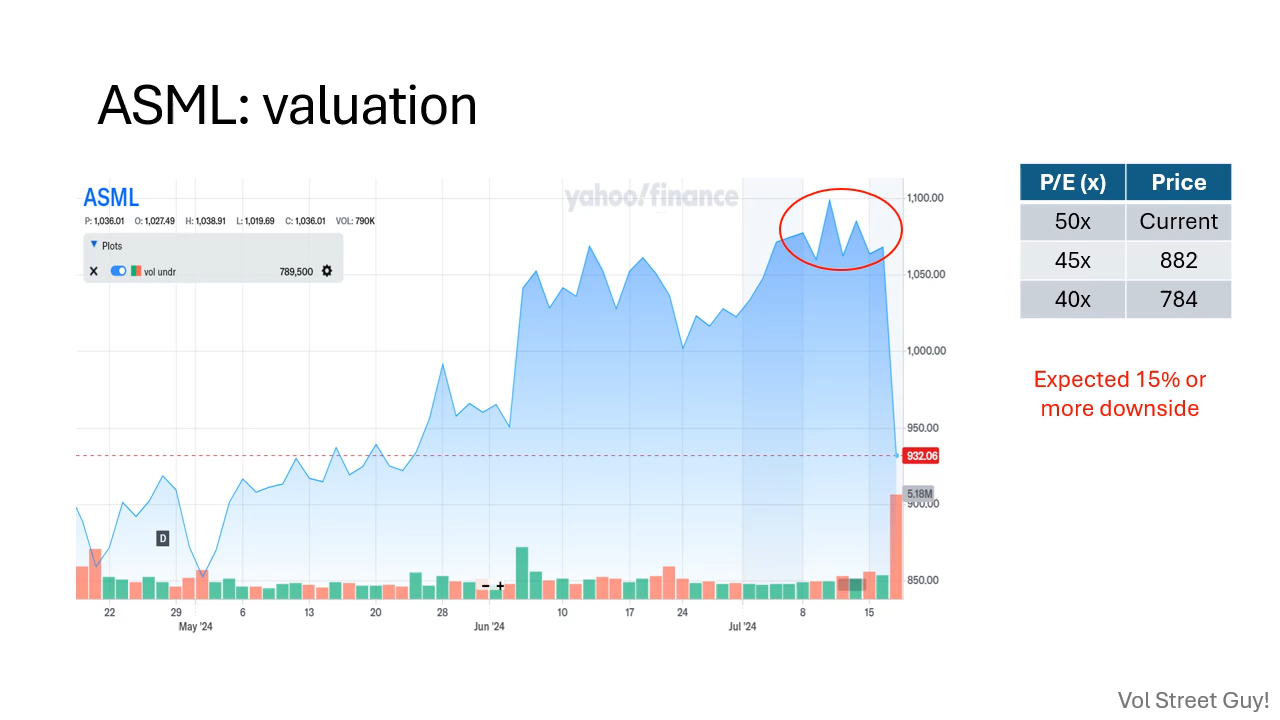 ASML: valuation
ASML
yahoo!finance
P: 1,036.01 O: 1,027.49 H: 1,038.91 L: 1,019.69 C: 1,036.01 VOL: 790K
Plots
X vol undr 789,500
1,100.00
1,050.00
1,000.00
950.00
932.06
5.18M
900.00
850.00
D
- +
22 29 6 13 20 28 10 17 24 8 15
May '24 Jun '24 Jul '24
P/E (x) Price
50x Current
45x 882
40x 784
Expected 15% or
more downside
Vol Street Guy!